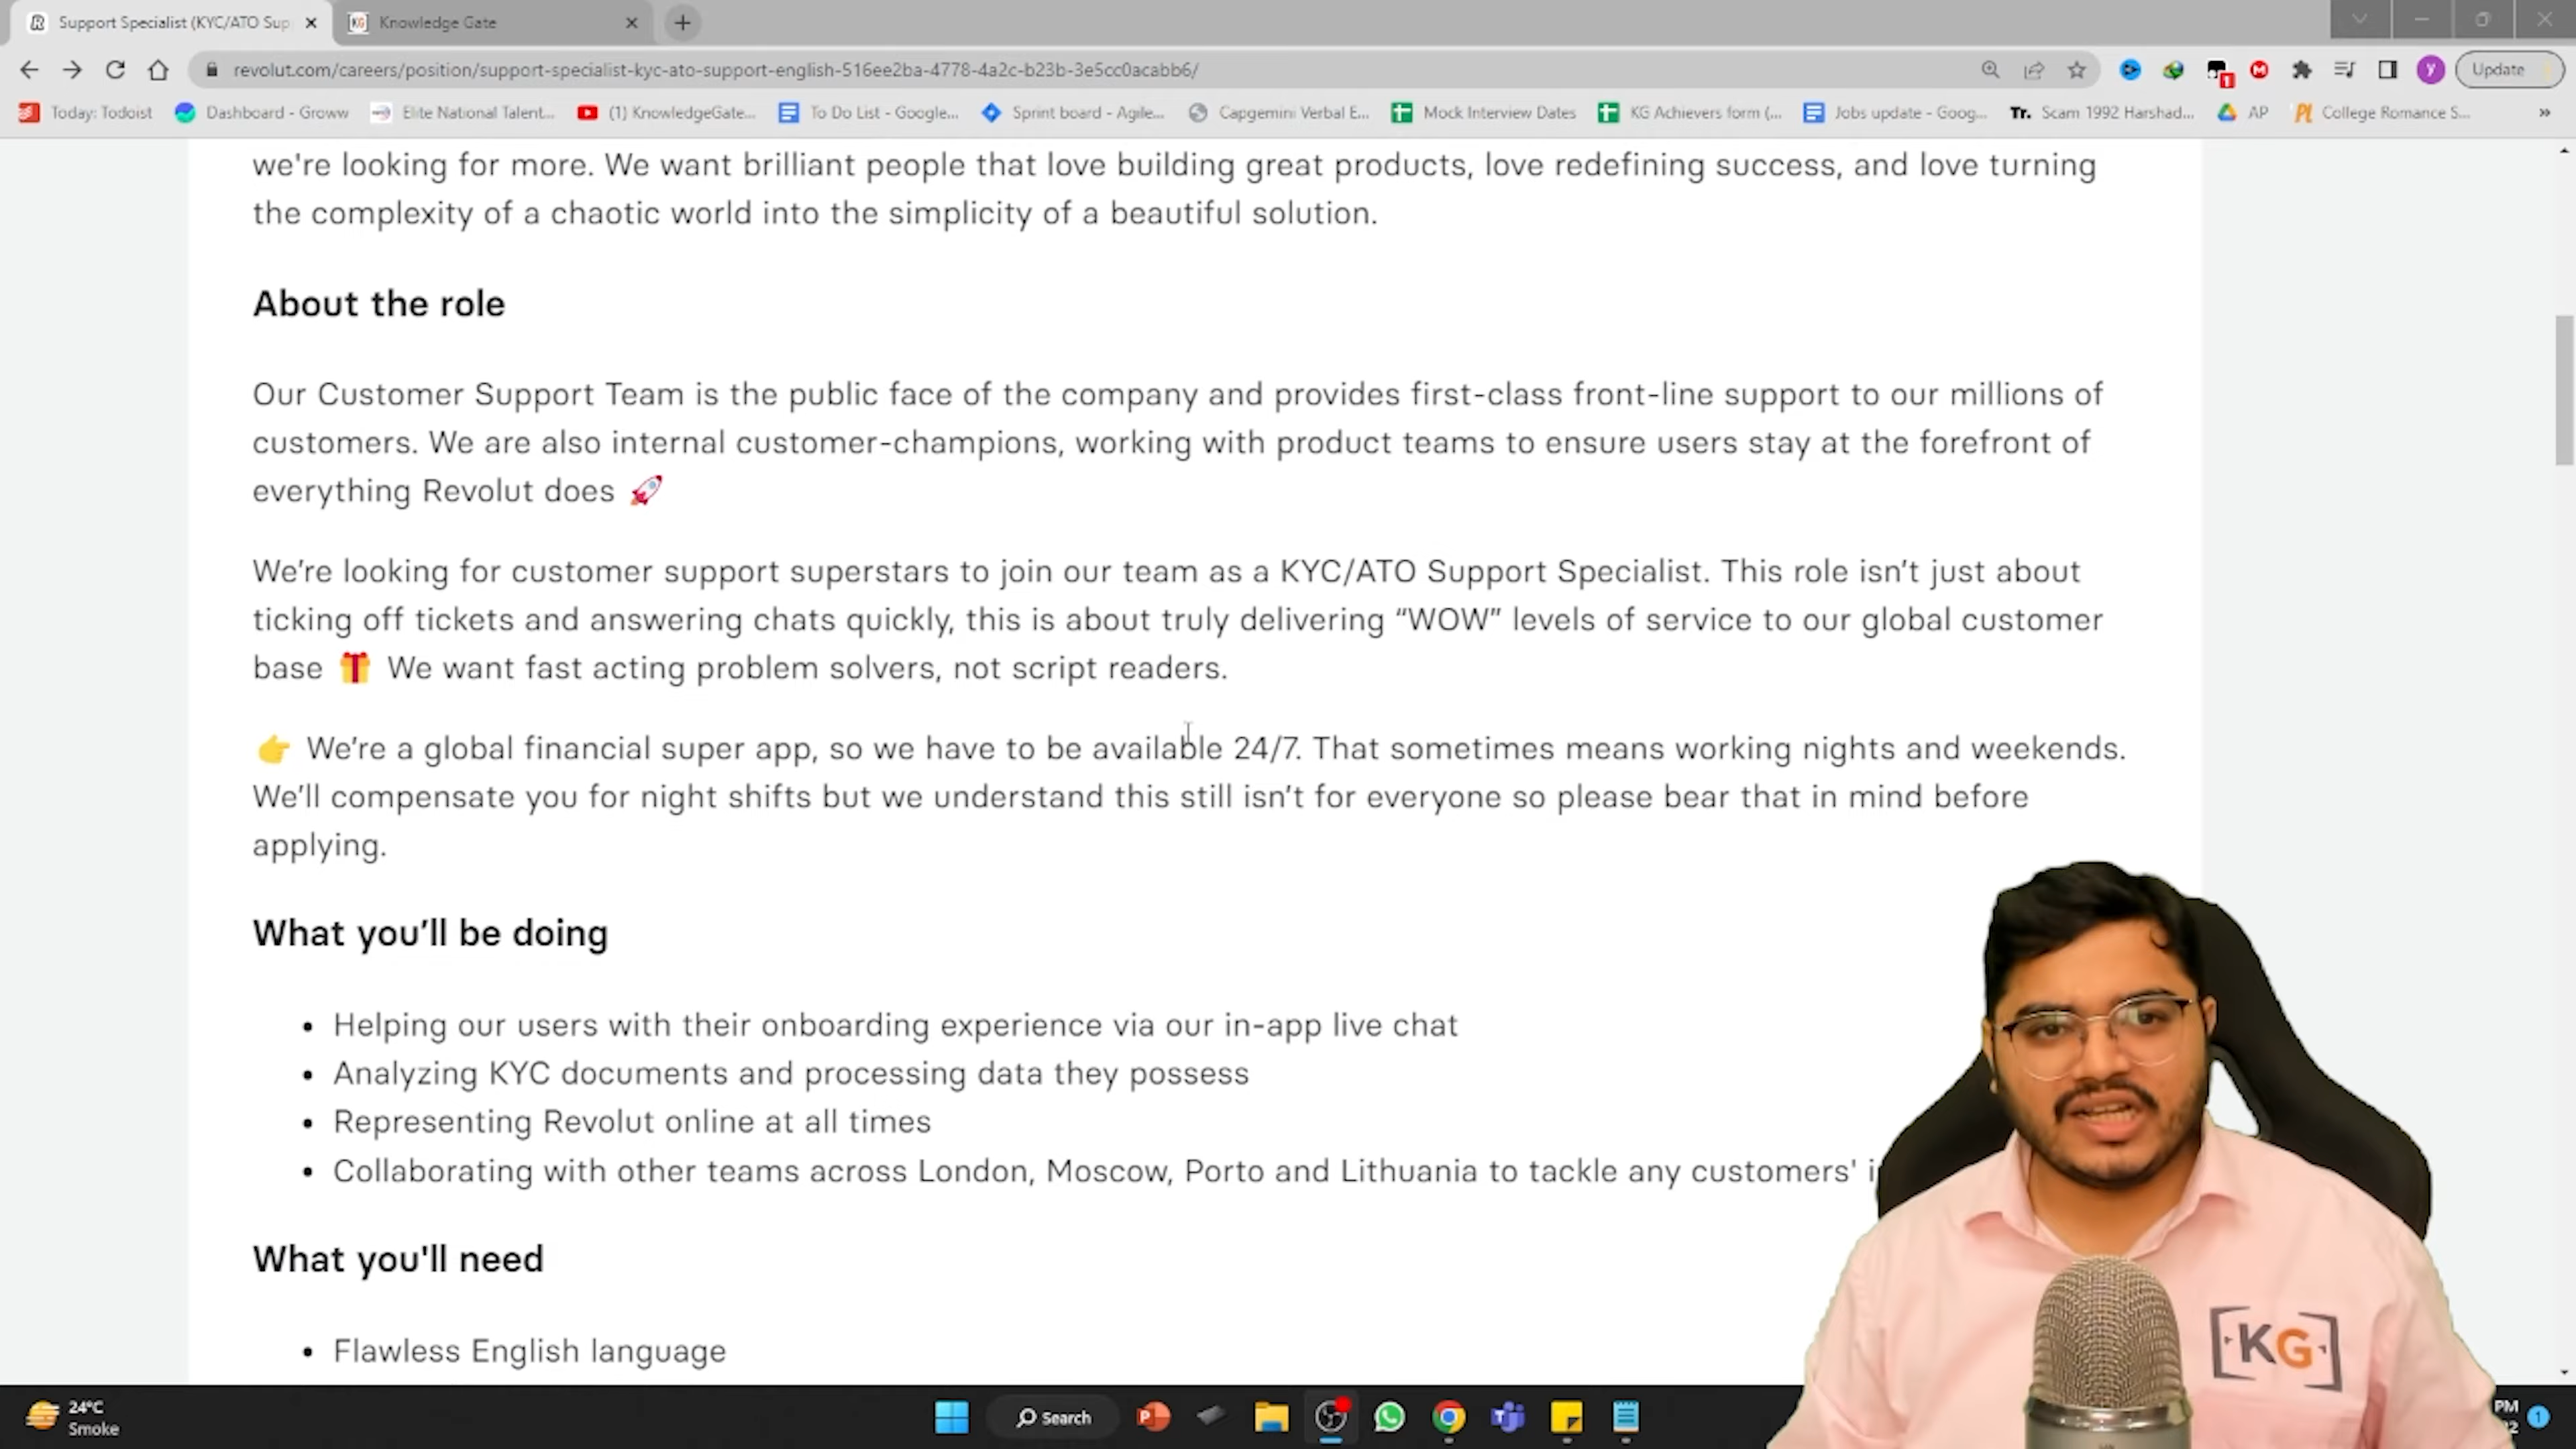 Support Specialist (KYC/ATO Sup
Knowledge Gate
revolut.com/careers/position/support-specialist-kyc-ato-support-english-516ee2ba-4778-4a2c-b23b-3e5cc0acabb6/
Update
Today: Todoist
Dashboard - Groww
Elite National Talent...
(1) KnowledgeGate...
To Do List - Google...
Sprint board - Agile...
Capgemini Verbal E...
Mock Interview Dates
KG Achievers form (...
Jobs update - Goog...
Tr. Scam 1992 Harshad...
AP
College Romance S...
we're looking for more. We want brilliant people that love building great products, love redefining success, and love turning
the complexity of a chaotic world into the simplicity of a beautiful solution.
About the role
Our Customer Support Team is the public face of the company and provides first-class front-line support to our millions of
customers. We are also internal customer-champions, working with product teams to ensure users stay at the forefront of
everything Revolut does 🚀
We’re looking for customer support superstars to join our team as a KYC/ATO Support Specialist. This role isn’t just about
ticking off tickets and answering chats quickly, this is about truly delivering “WOW” levels of service to our global customer
base 🎁 We want fast acting problem solvers, not script readers.
👉 We’re a global financial super app, so we have to be available 24/7. That sometimes means working nights and weekends.
We’ll compensate you for night shifts but we understand this still isn’t for everyone so please bear that in mind before
applying.
What you’ll be doing
• Helping our users with their onboarding experience via our in-app live chat
• Analyzing KYC documents and processing data they possess
• Representing Revolut online at all times
• Collaborating with other teams across London, Moscow, Porto and Lithuania to tackle any customers'
What you'll need
• Flawless English language
KG
24°C
Smoke
Search
PM
1